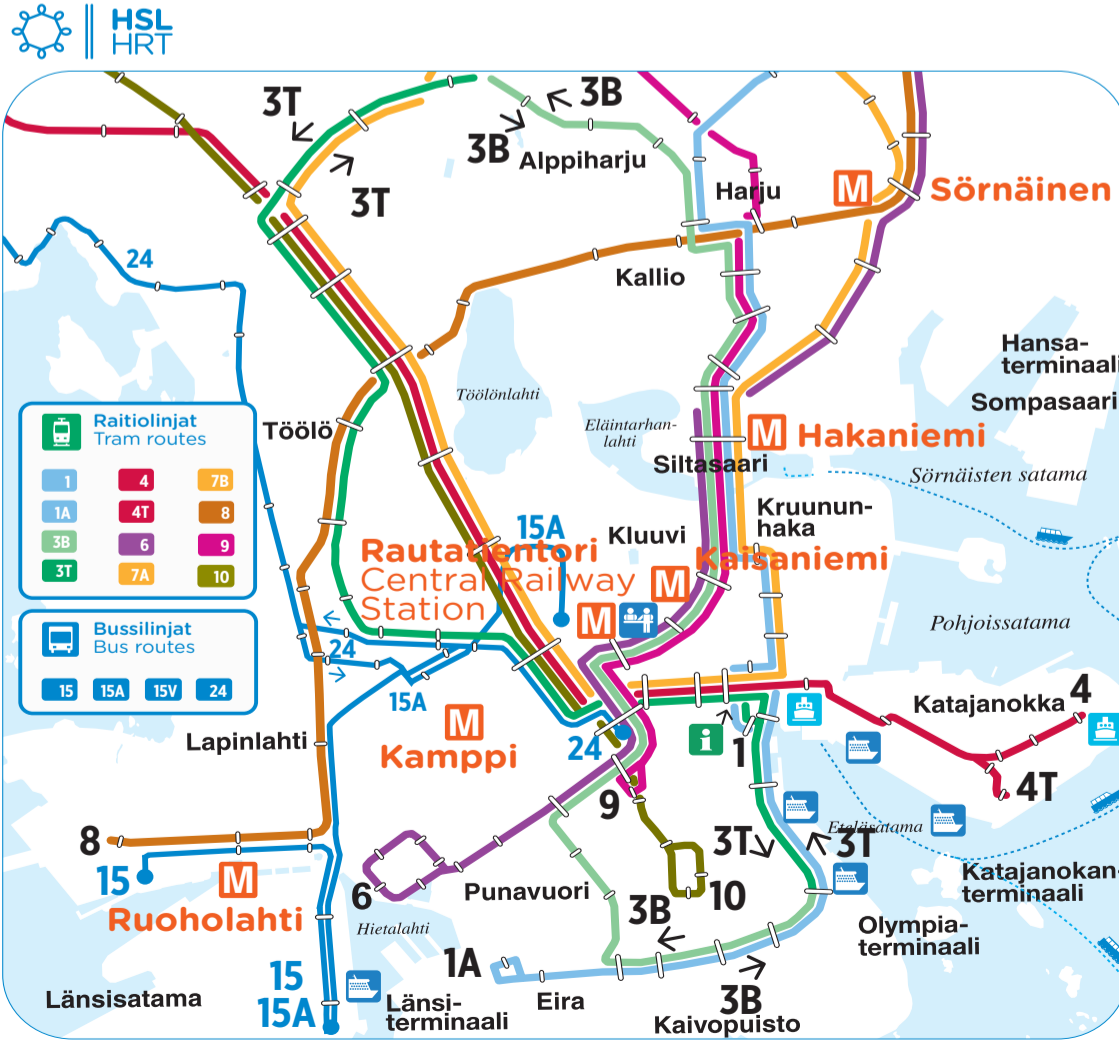 HSL
HRT
3T
3B
3B
Alppiharju
3T
Harju
M
Sörnäinen
24
Kallio
Hansa-
terminaali
Töölönlahti
Sompasaari
Eläintarhan-
lahti
M Hakaniemi
Siltasaari
Sörnäisten satama
Raitiolinjat
Tram routes
1 4 7B
1A 4T 8
3B 6 9
3T 7A 10
Töölö
Kruunun-
haka
15A
Kluuvi
Rautatientori
Central Railway
Station
Kaisaniemi
M
M
Bussilinjat
Bus routes
15 15A 15V 24
Pohjoissatama
24
15A
Katajanokka 4
M
Kamppi
Lapinlahti
24
i
1
4T
9
8
3T
Eteläsatama
3T
15
M
Ruoholahti
6
Punavuori
10
Katajanokan-
terminaali
3B
Hietalahti
Olympia-
terminaali
1A
15
15A
Länsisatama
Länsi-
terminaali
Eira
3B
Kaivopuisto